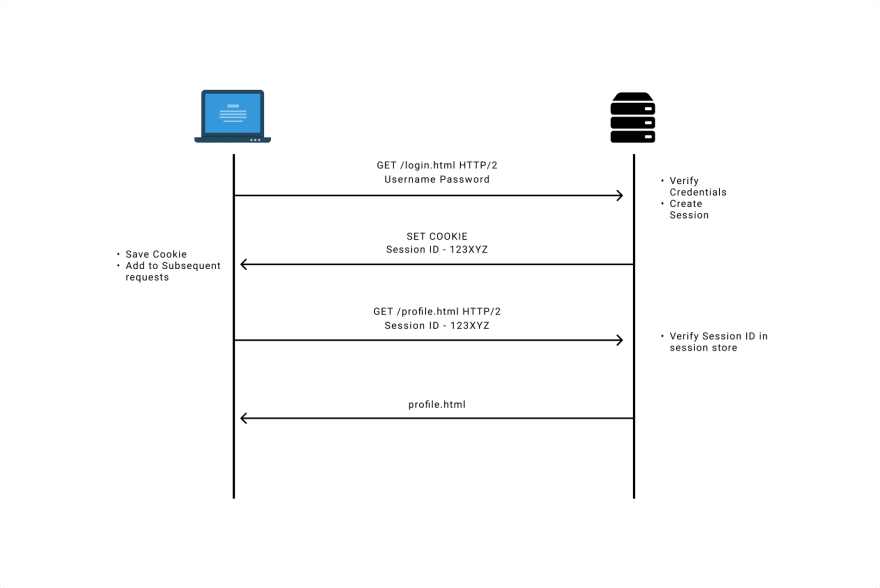 GET /login.html HTTP/2
Username Password
• Verify
Credentials
• Create
Session
SET COOKIE
Session ID - 123XYZ
• Save Cookie
• Add to Subsequent
requests
GET /profile.html HTTP/2
Session ID - 123XYZ
• Verify Session ID in
session store
profile.html